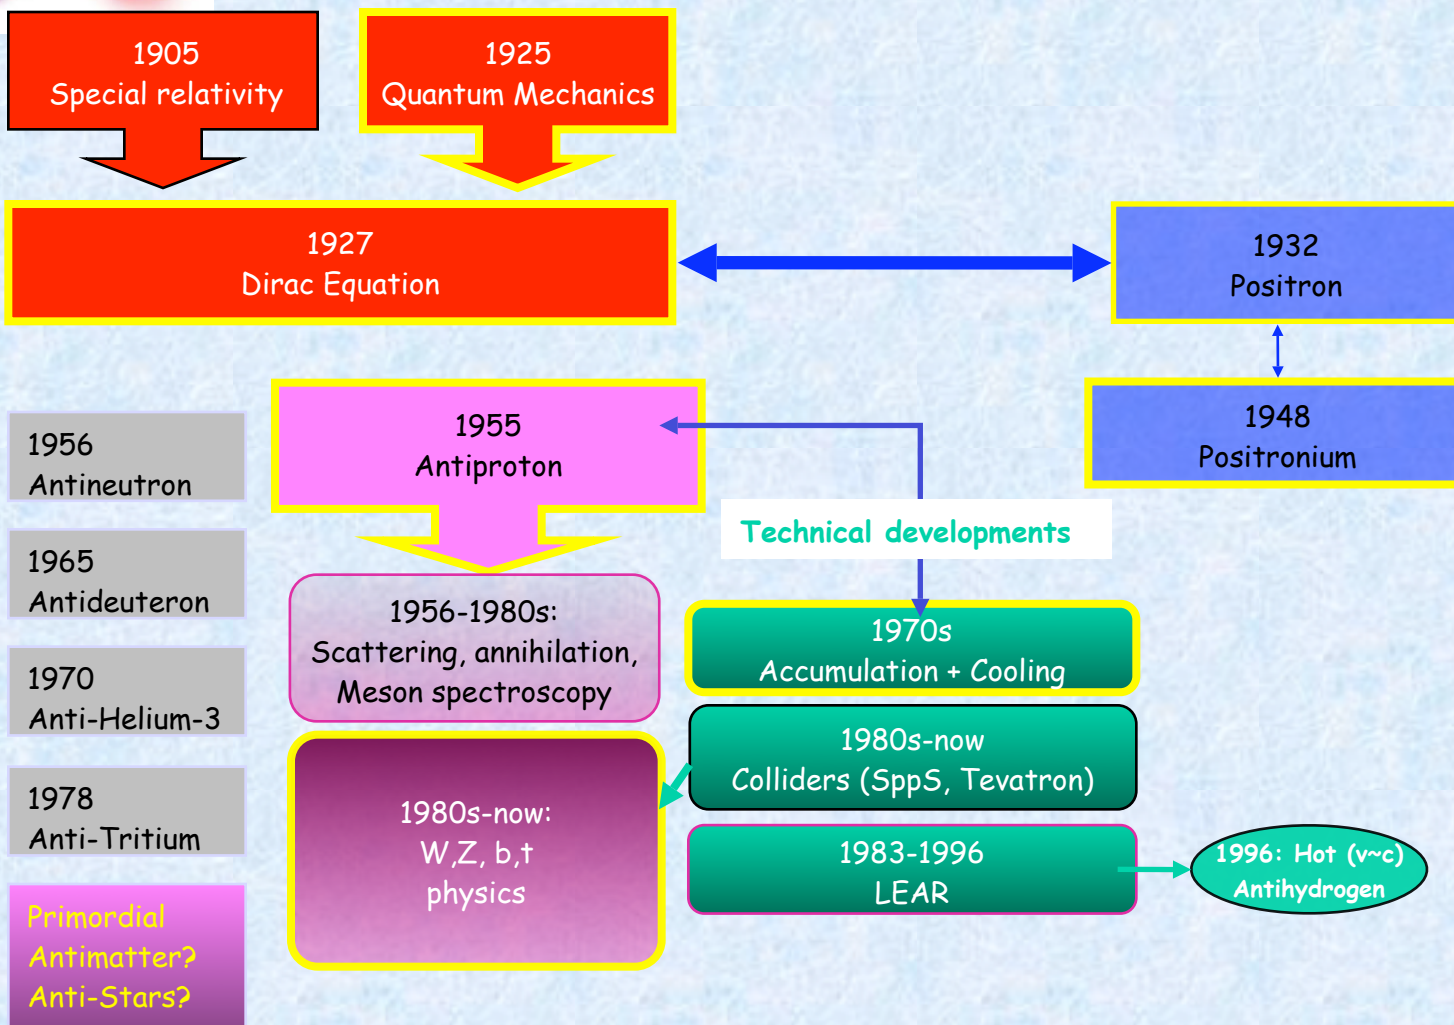 1905
Special relativity
1925
Quantum Mechanics
1927
Dirac Equation
1932
Positron
1948
Positronium
1955
Antiproton
1956
Antineutron
1965
Antideuteron
1970
Anti-Helium-3
1978
Anti-Tritium
Primordial
Antimatter?
Anti-Stars?
Technical developments
1956-1980s:
Scattering, annihilation,
Meson spectroscopy
1980s-now:
W,Z, b,t
physics
1970s
Accumulation + Cooling
1980s-now
Colliders (SppS, Tevatron)
1983-1996
LEAR
1996: Hot (v~c)
Antihydrogen